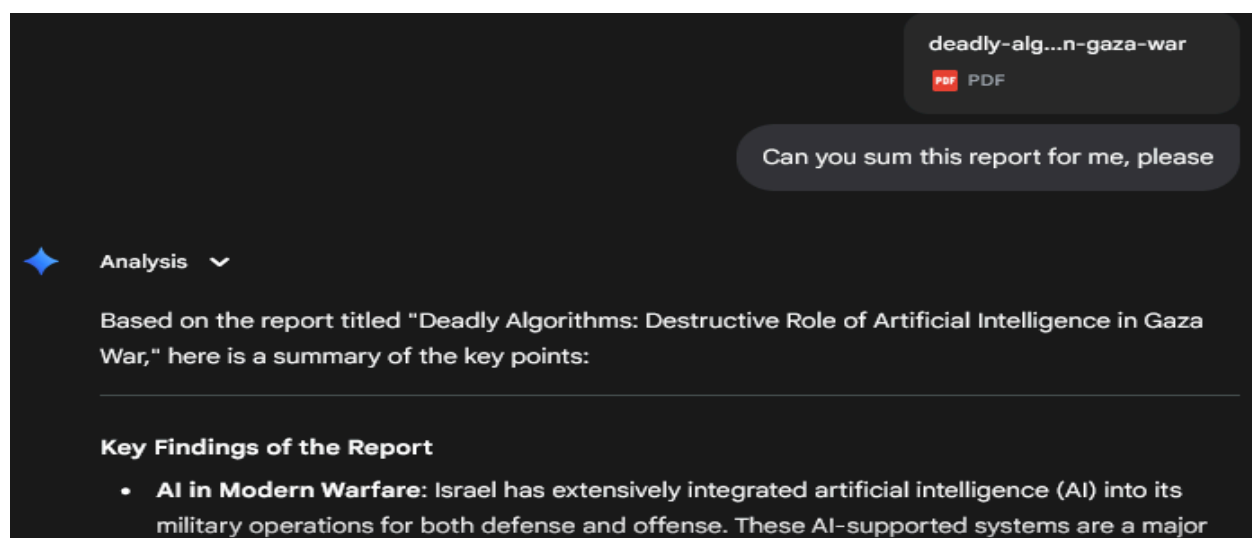 deadly-alg...n-gaza-war
PDF PDF
Can you sum this report for me, please
Analysis
Based on the report titled "Deadly Algorithms: Destructive Role of Artificial Intelligence in Gaza
War," here is a summary of the key points:
Key Findings of the Report
• AI in Modern Warfare: Israel has extensively integrated artificial intelligence (AI) into its
military operations for both defense and offense. These AI-supported systems are a major